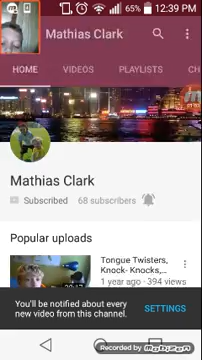 65% 12:39 PM
Mathias Clark
HOME VIDEOS PLAYLISTS CH
Mathias Clark
Subscribed 68 subscribers
Popular uploads
Tongue Twisters,
Knock- Knocks,...
1 year ago · 394 views
You'll be notified about every
new video from this channel.
SETTINGS
Recorded by